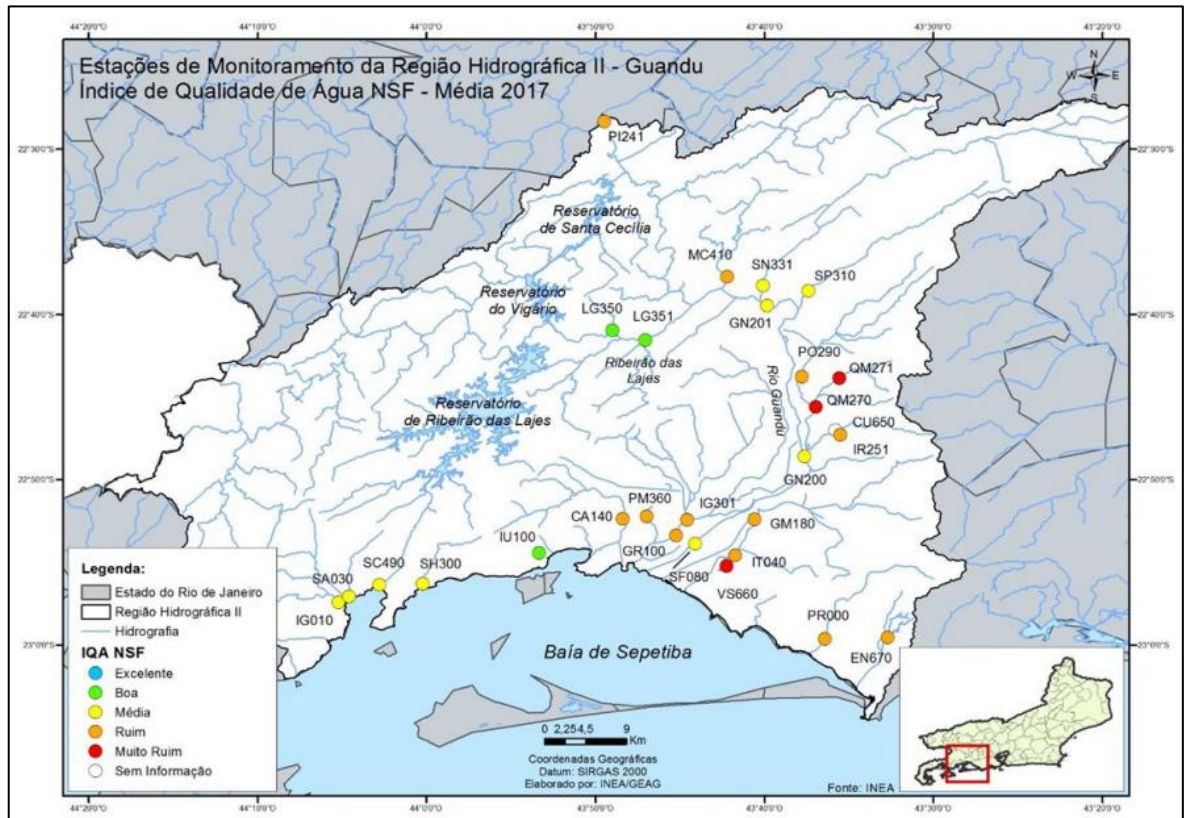 44°20'0"S
44°10'0"S
44°0'0"S
43°50'0"S
43°40'0"S
43°30'0"S
43°20'0"S
Estações de Monitoramento da Região Hidrográfica II - Guandu
Índice de Qualidade de Água NSF - Média 2017
N
W E
S
PI241
22°30'0"S
22°30'0"S
Reservatório
de Santa Cecília
MC410
SN331
SP310
Reservatório
do Vigário
LG350
LG351
GN201
22°40'0"S
22°40'0"S
Ribeirão das
Lajes
PO290
QM271
Rio Guandu
QM270
Reservatório
de Ribeirão das Lajes
CU650
IR251
GN200
22°50'0"S
22°50'0"S
PM360
IG301
CA140
GM180
GR100
IU100
IT040
SF080
VS660
SC490
SH300
SA030
IG010
PR000
EN670
23°0'0"S
23°0'0"S
Baía de Sepetiba
Legenda:
Estado do Rio de Janeiro
Região Hidrográfica II
Hidrografia
IQA NSF
Excelente
Boa
Média
Ruim
Muito Ruim
Sem Informação
0 2,25 4,5 9
Km
Coordenadas Geográficas
Datum: SIRGAS 2000
Elaborado por: INEA/GEAG
Fonte: INEA
44°20'0"S
44°10'0"S
44°0'0"S
43°50'0"S
43°40'0"S
43°30'0"S
43°20'0"S